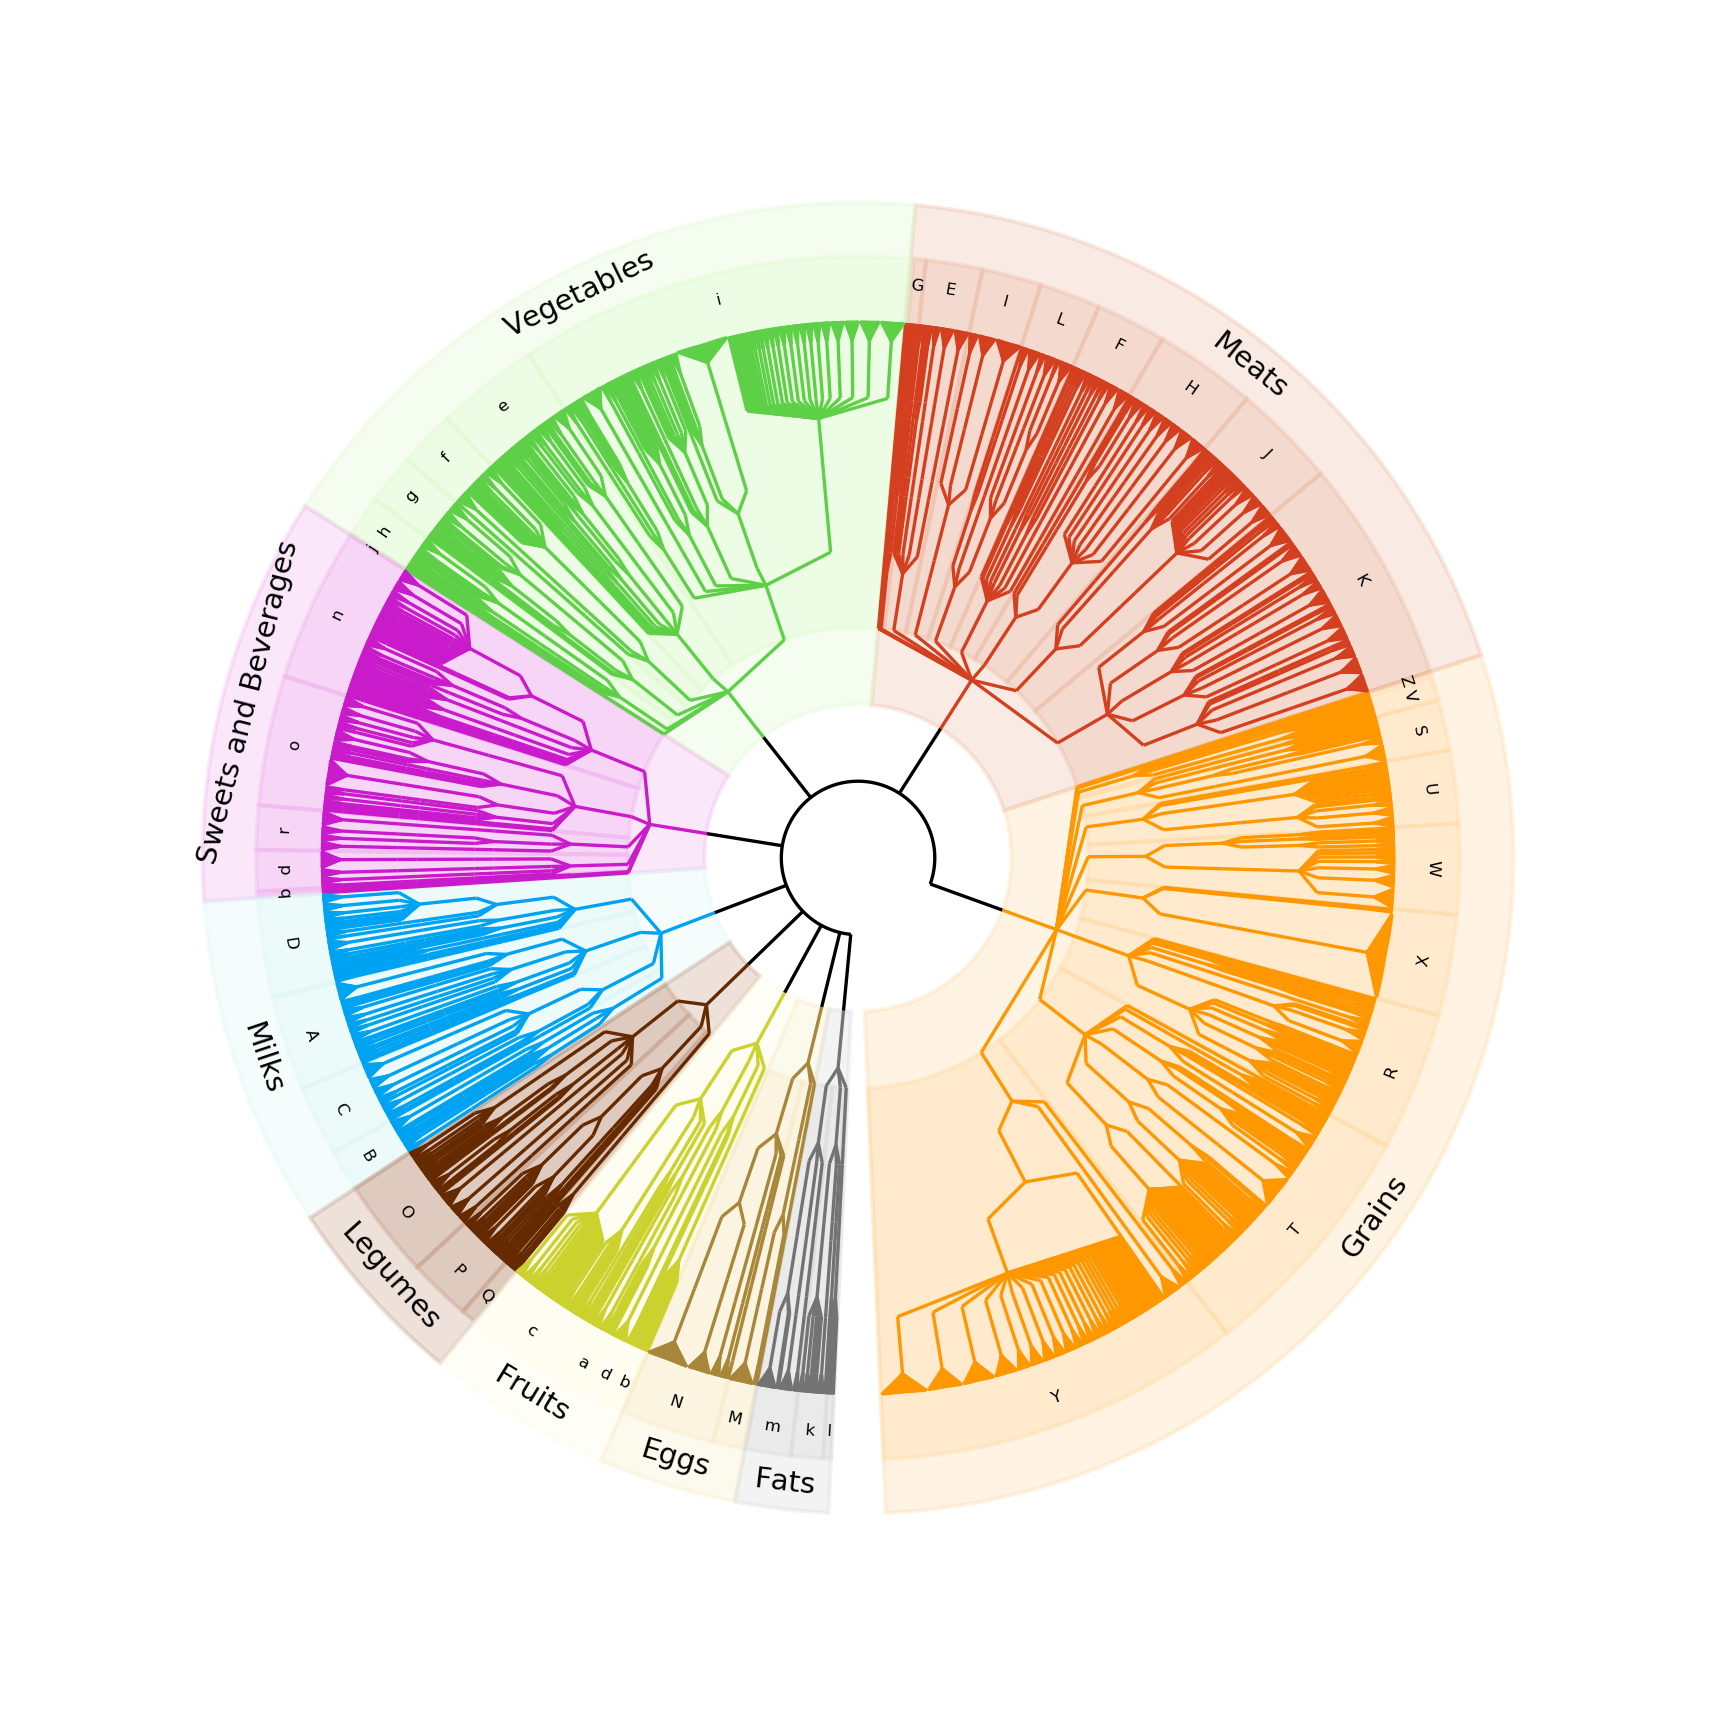 Vegetables
i
e
f
g
h
j
Meats
G
E
I
L
F
H
J
K
Sweets and Beverages
n
o
r
p
q
Grains
Z
V
S
U
W
X
R
T
Y
Milks
D
A
C
B
Legumes
O
P
Q
Fruits
c
a
d
b
Eggs
N
M
Fats
m
k
l